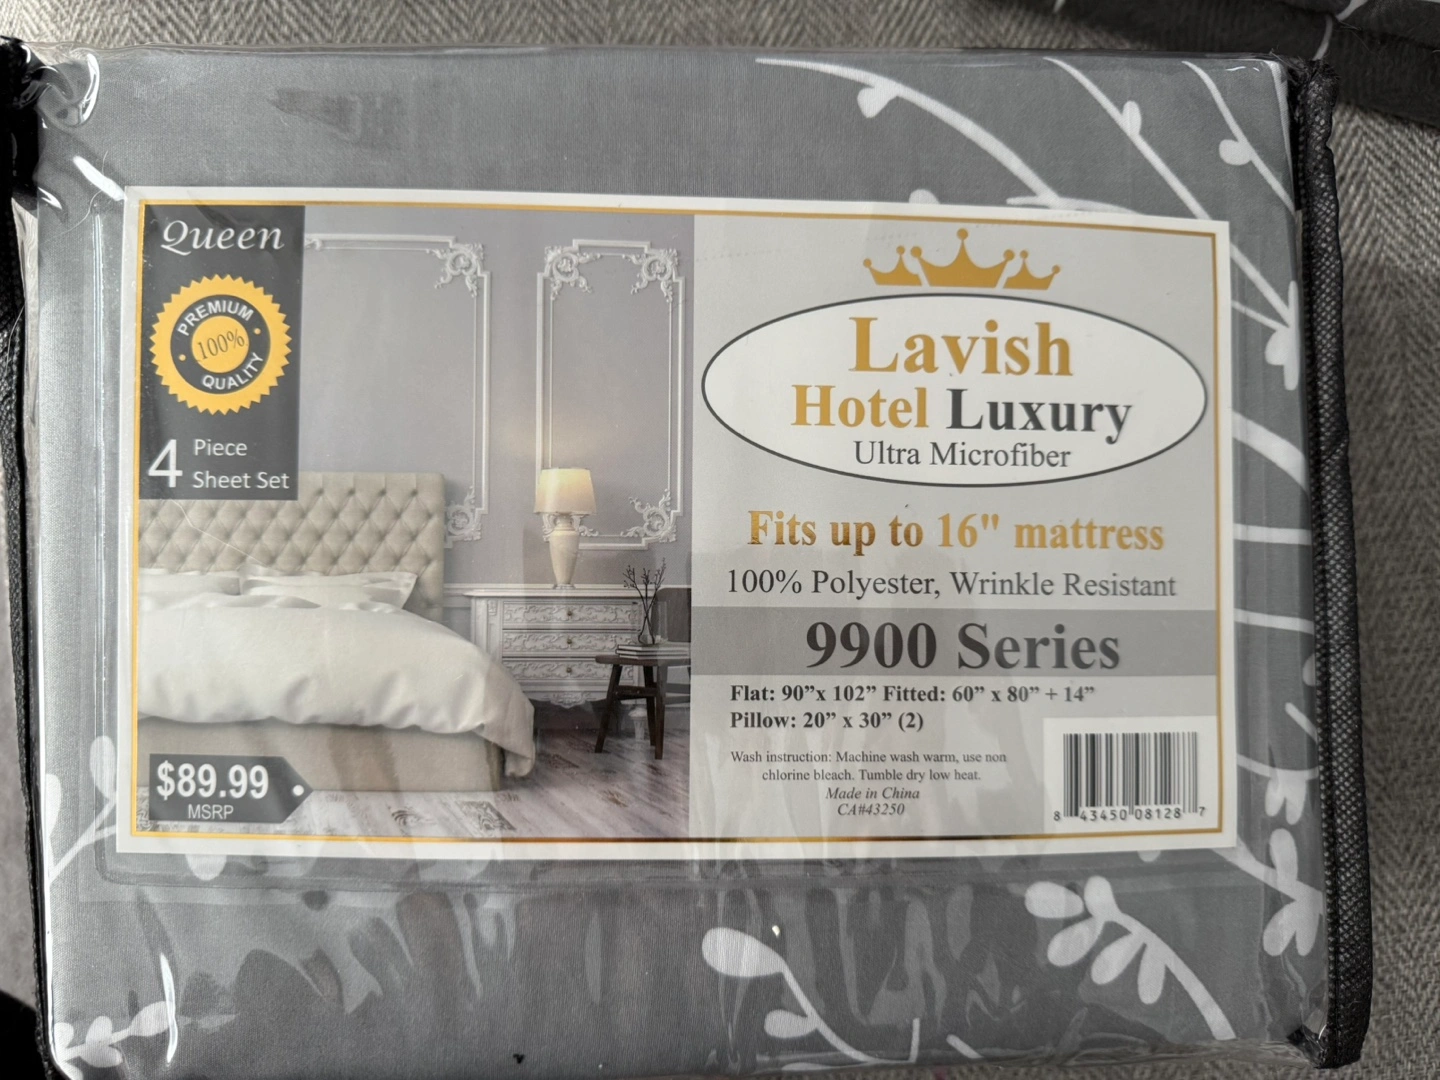 Queen
PREMIUM
100%
QUALITY
4 Piece
Sheet Set
$89.99
MSRP
Lavish
Hotel Luxury
Ultra Microfiber
Fits up to 16" mattress
100% Polyester, Wrinkle Resistant
9900 Series
Flat: 90”x 102” Fitted: 60” x 80” + 14”
Pillow: 20” x 30” (2)
Wash instruction: Machine wash warm, use non
chlorine bleach. Tumble dry low heat.
Made in China
CA#43250
8 43450 08128 7